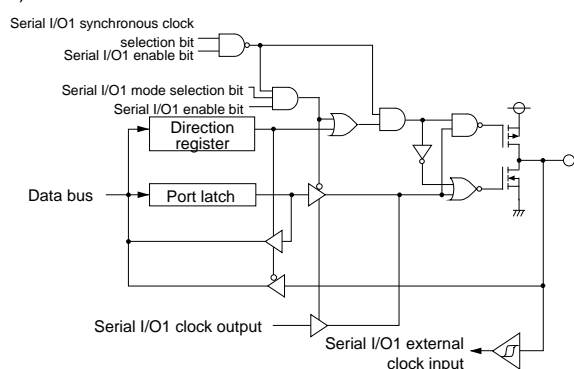 )
Serial I/O1 synchronous clock
selection bit
Serial I/O1 enable bit
Serial I/O1 mode selection bit
Serial I/O1 enable bit
Direction
register
Data bus
Port latch
Serial I/O1 clock output
Serial I/O1 external
clock input